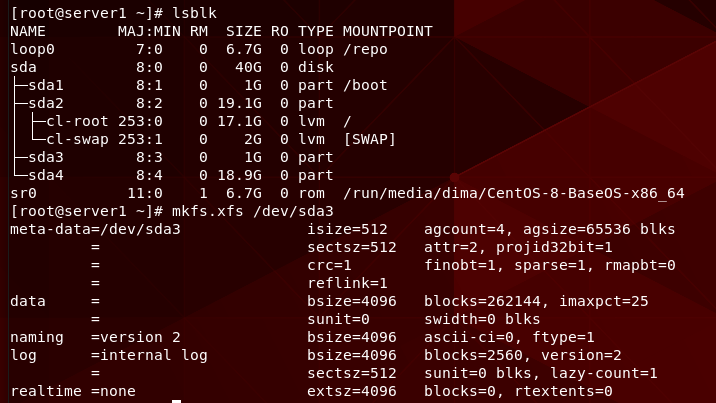 [root@server1 ~]# lsblk
NAME        MAJ:MIN RM  SIZE RO TYPE MOUNTPOINT
loop0         7:0    0  6.7G  0 loop /repo
sda           8:0    0   40G  0 disk
├─sda1        8:1    0    1G  0 part /boot
├─sda2        8:2    0 19.1G  0 part
│ ├─cl-root 253:0    0 17.1G  0 lvm  /
│ └─cl-swap 253:1    0    2G  0 lvm  [SWAP]
├─sda3        8:3    0    1G  0 part
└─sda4        8:4    0 18.9G  0 part
sr0          11:0    1  6.7G  0 rom  /run/media/dima/CentOS-8-BaseOS-x86_64
[root@server1 ~]# mkfs.xfs /dev/sda3
meta-data=/dev/sda3              isize=512    agcount=4, agsize=65536 blks
         =                       sectsz=512   attr=2, projid32bit=1
         =                       crc=1        finobt=1, sparse=1, rmapbt=0
         =                       reflink=1
data     =                       bsize=4096   blocks=262144, imaxpct=25
         =                       sunit=0      swidth=0 blks
naming   =version 2              bsize=4096   ascii-ci=0, ftype=1
log      =internal log           bsize=4096   blocks=2560, version=2
         =                       sectsz=512   sunit=0 blks, lazy-count=1
realtime =none                   extsz=4096   blocks=0, rtextents=0